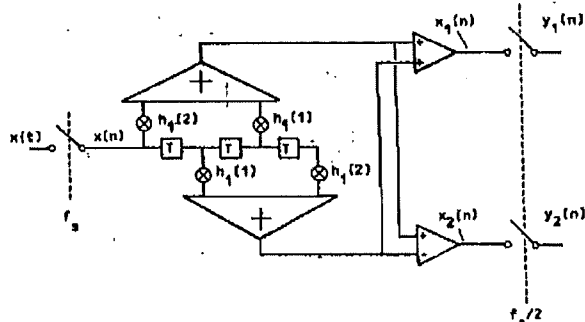 x₁(n) y₁(n)
+
+
+
h₁(2) h₁(1)
x(t) x(n)
T T T
h₁(1) h₁(2)
+
fₛ
x₂(n) y₂(n)
+
-
fₛ/2